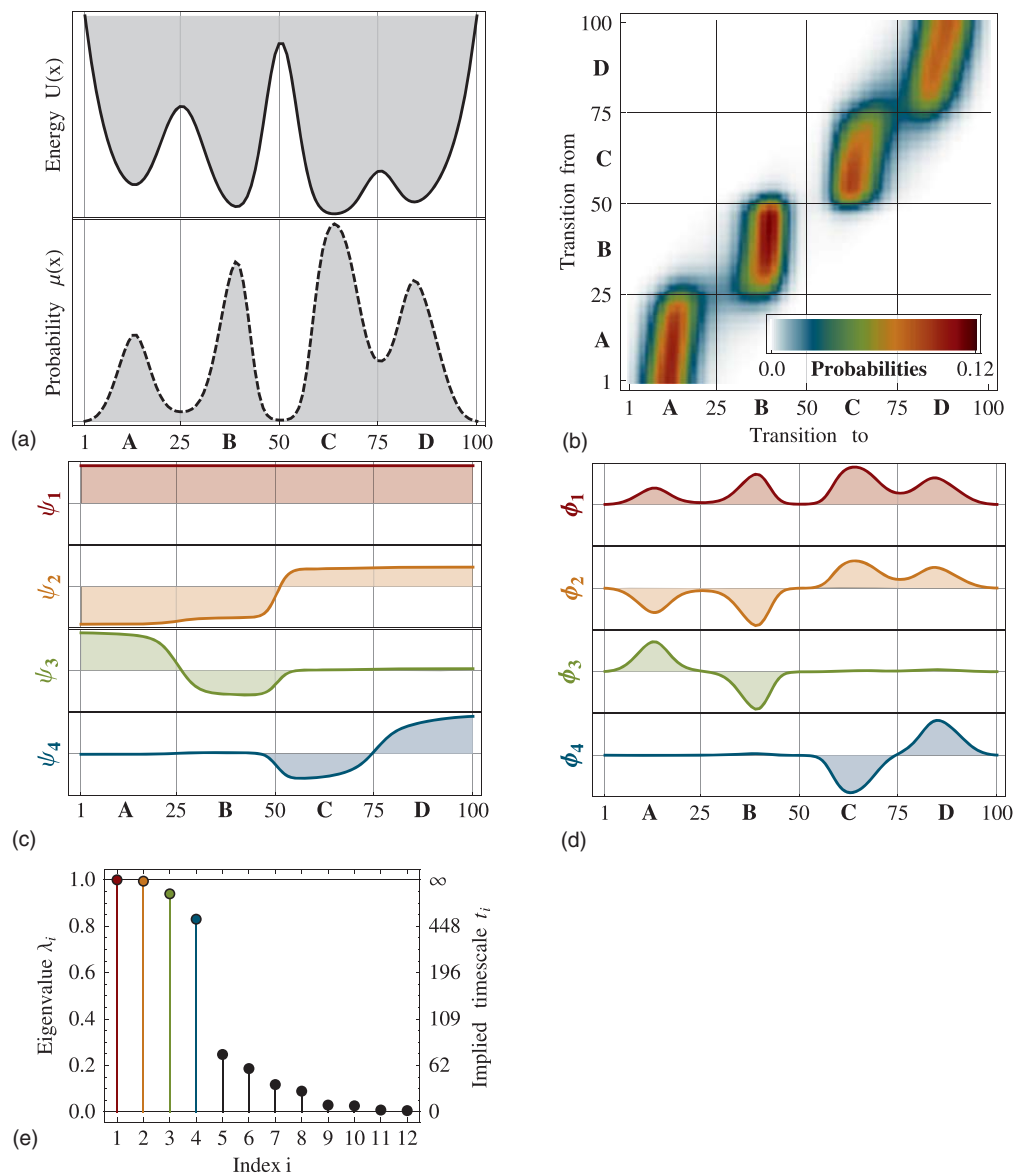 Energy U(x)
Probability μ(x)
1 A 25 B 50 C 75 D 100
(a)
Transition from
100
D
75
C
50
B
25
A
1
0.0 Probabilities 0.12
1 A 25 B 50 C 75 D 100
Transition to
(b)
ψ1
ψ2
ψ3
ψ4
1 A 25 B 50 C 75 D 100
(c)
ϕ1
ϕ2
ϕ3
ϕ4
1 A 25 B 50 C 75 D 100
(d)
Eigenvalue λi
1.0
0.8
0.6
0.4
0.2
0.0
∞
448
196
109
62
0
Implied timescale ti
1 2 3 4 5 6 7 8 9 10 11 12
Index i
(e)